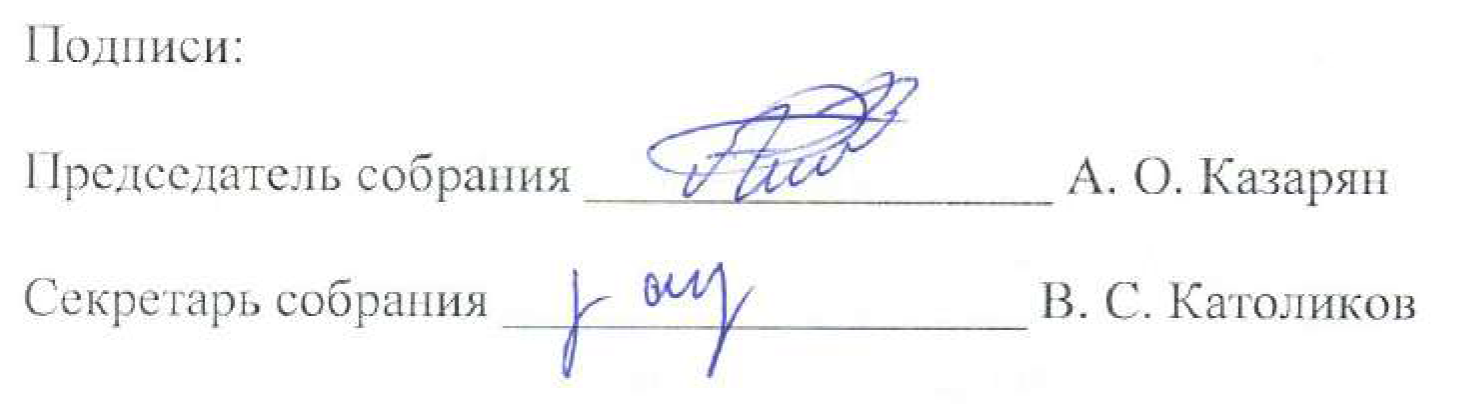 Подписи:
Председатель собрания А. О. Казарян
Секретарь собрания В. С. Католиков